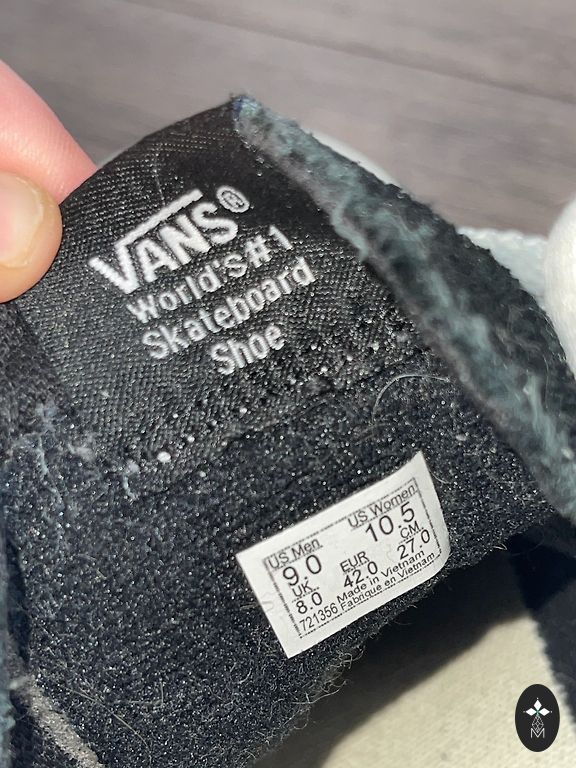 VANS®
World's #1
Skateboard
Shoe
US Men US Women
9.0 10.5
UK EUR CM
8.0 42.0 27.0
721356 Made in Vietnam
Fabriqué en Vietnam
M